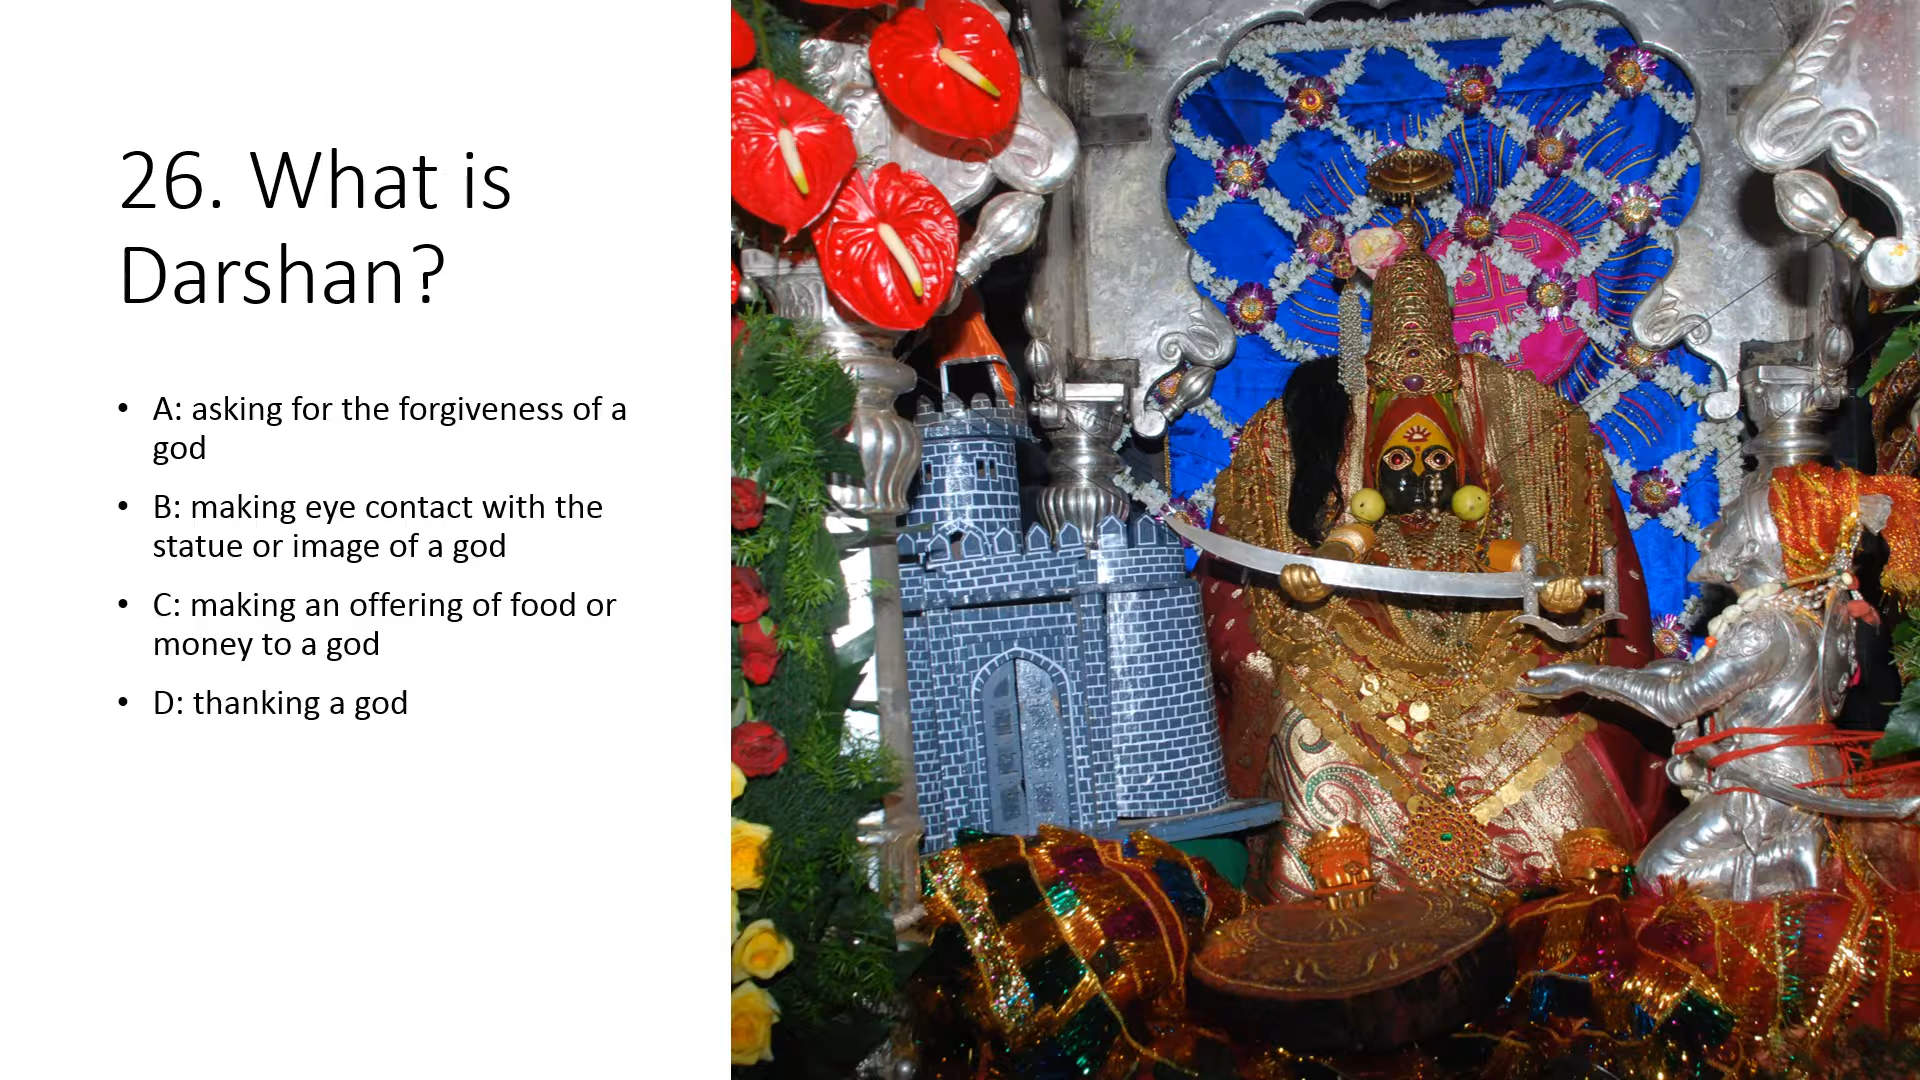 26. What is
Darshan?
• A: asking for the forgiveness of a
god
• B: making eye contact with the
statue or image of a god
• C: making an offering of food or
money to a god
• D: thanking a god